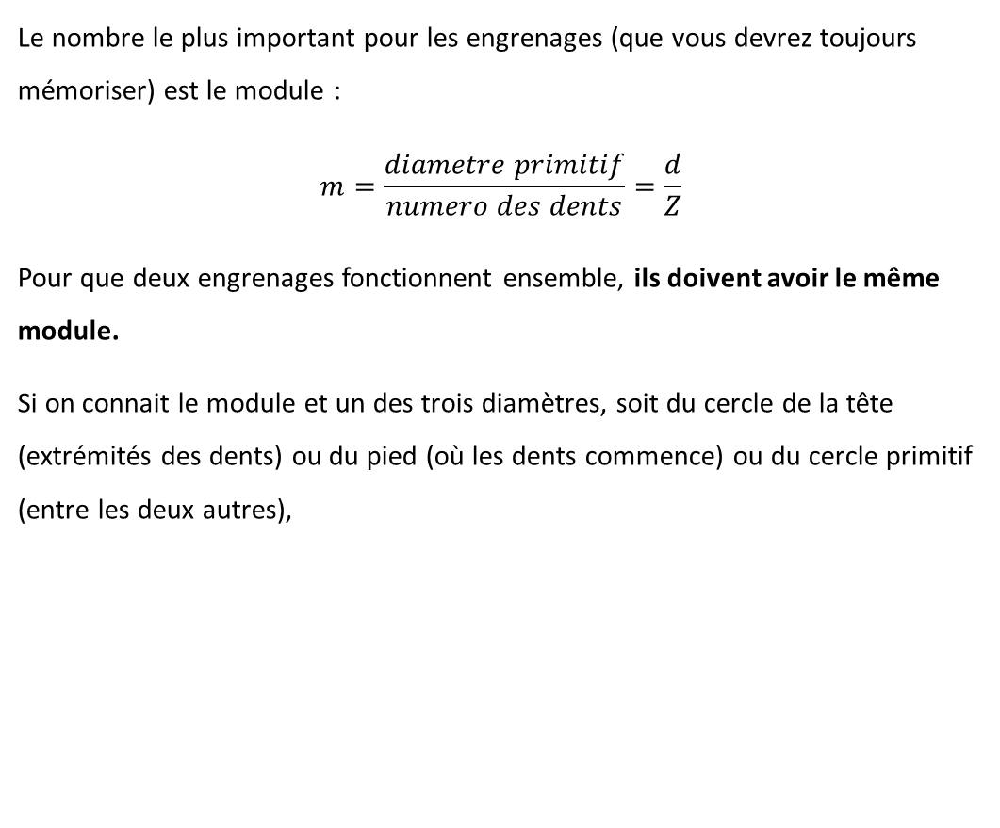 Le nombre le plus important pour les engrenages (que vous devrez toujours
mémoriser) est le module :
m = diametre primitif / numero des dents = d / Z
Pour que deux engrenages fonctionnent ensemble, ils doivent avoir le même
module.
Si on connait le module et un des trois diamètres, soit du cercle de la tête
(extrémités des dents) ou du pied (où les dents commence) ou du cercle primitif
(entre les deux autres),